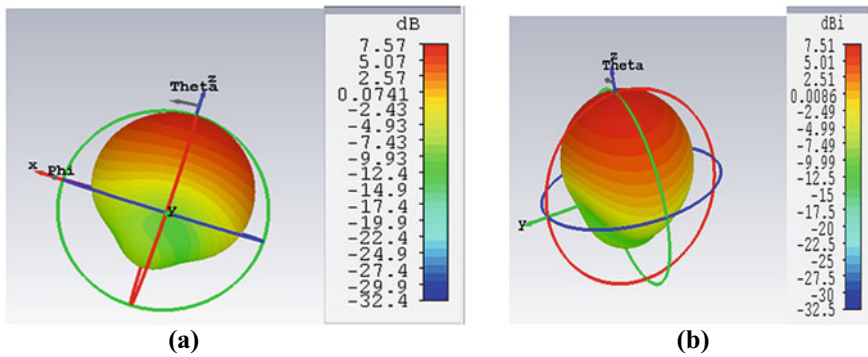 dB
7.57
5.07
2.57
0.0741
-2.43
-4.93
-7.43
-9.93
-12.4
-14.9
-17.4
-19.9
-22.4
-24.9
-27.4
-29.9
-32.4
z
Theta
x
Phi
y
(a)
dBi
7.51
5.01
2.51
0.0086
-2.49
-4.99
-7.49
-9.99
-12.5
-15
-17.5
-20
-22.5
-25
-27.5
-30
-32.5
z
Theta
y
(b)